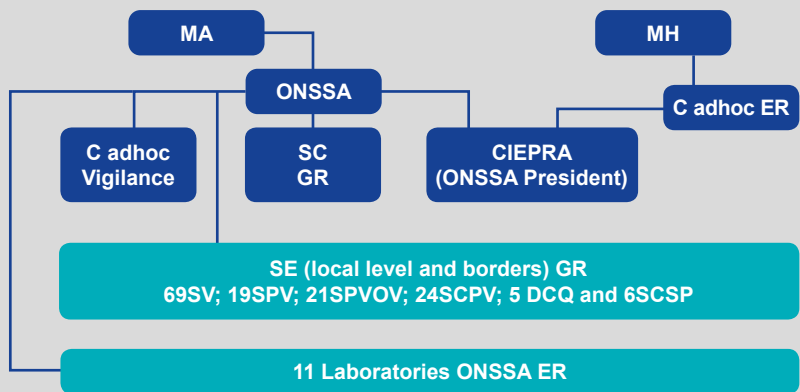 MA
MH
ONSSA
C adhoc ER
C adhoc
Vigilance
SC
GR
CIEPRA
(ONSSA President)
SE (local level and borders) GR
69SV; 19SPV; 21SPVOV; 24SCPV; 5 DCQ and 6SCSP
11 Laboratories ONSSA ER